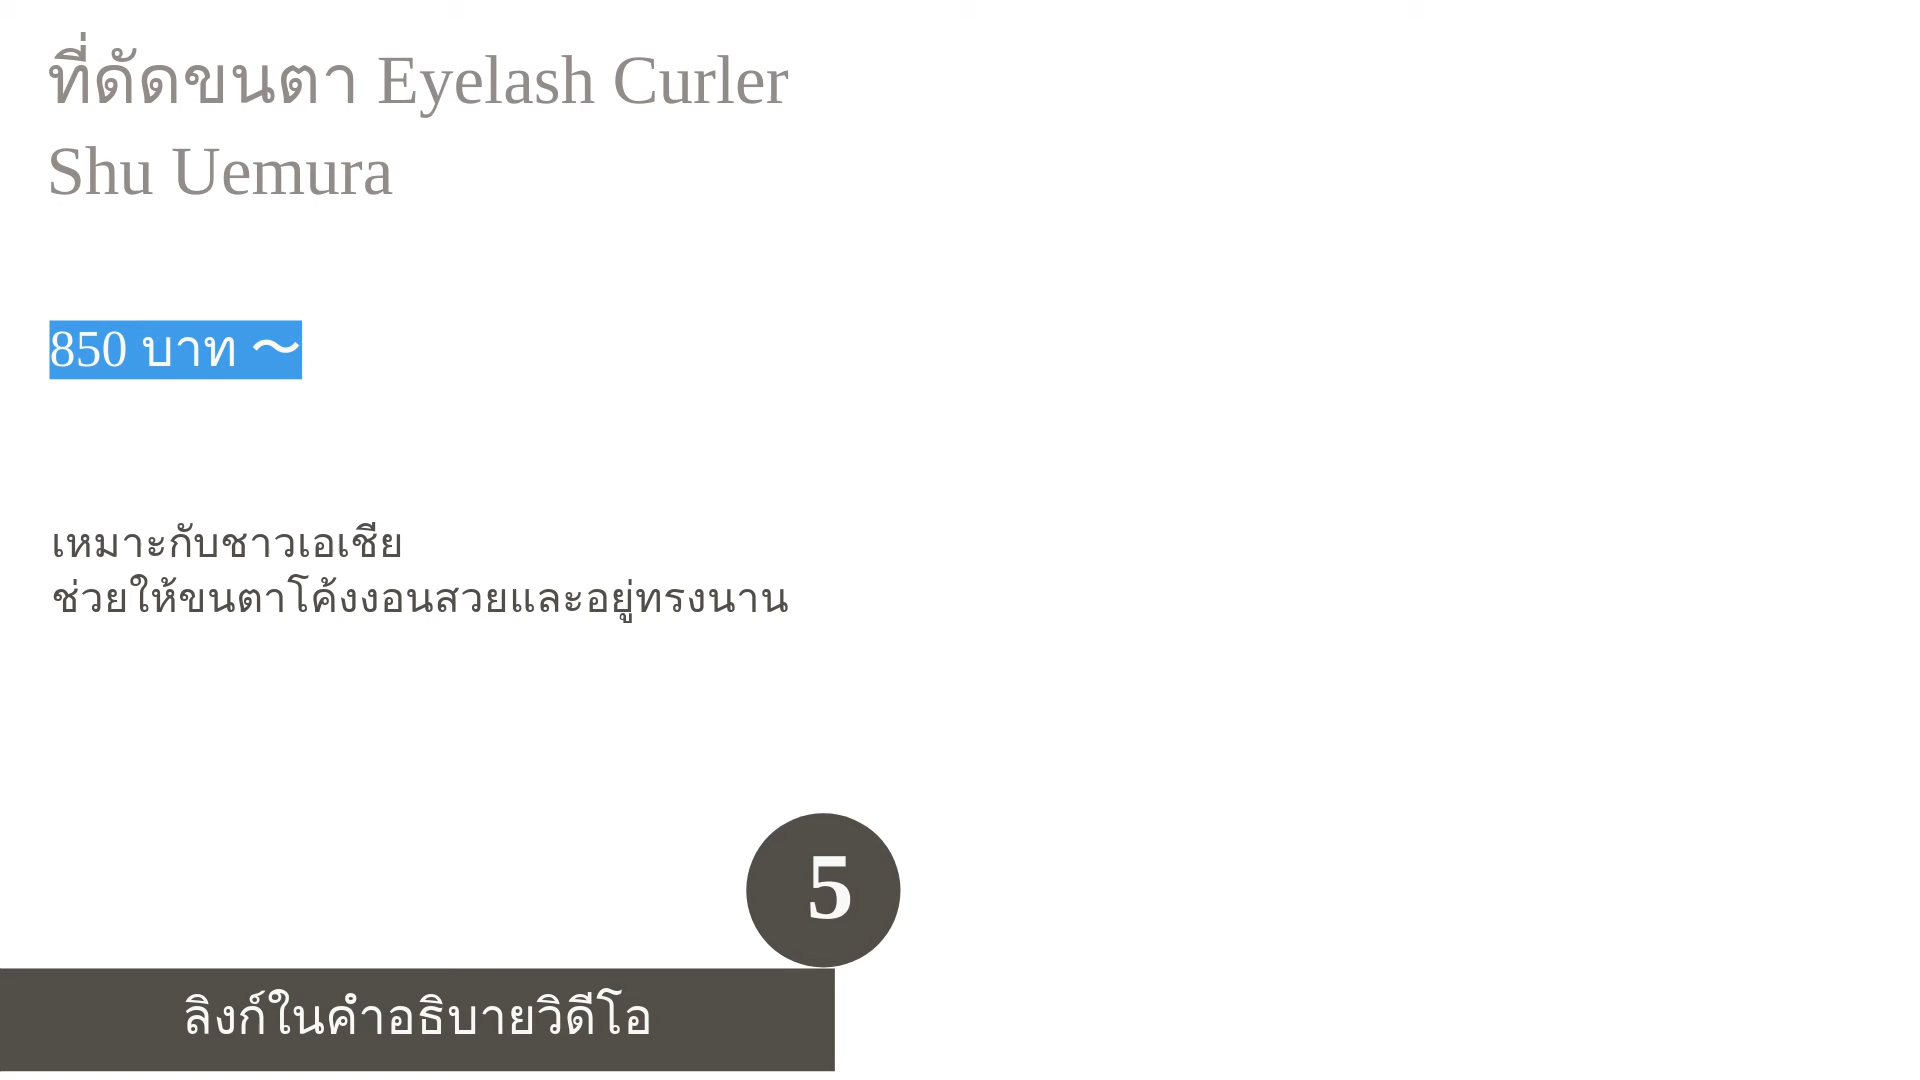 ที่ดัดขนตา Eyelash Curler
Shu Uemura
850 บาท 〜
เหมาะกับชาวเอเชีย
ช่วยให้ขนตาโค้งงอนสวยและอยู่ทรงนาน
5
ลิงก์ในคำอธิบายวิดีโอ